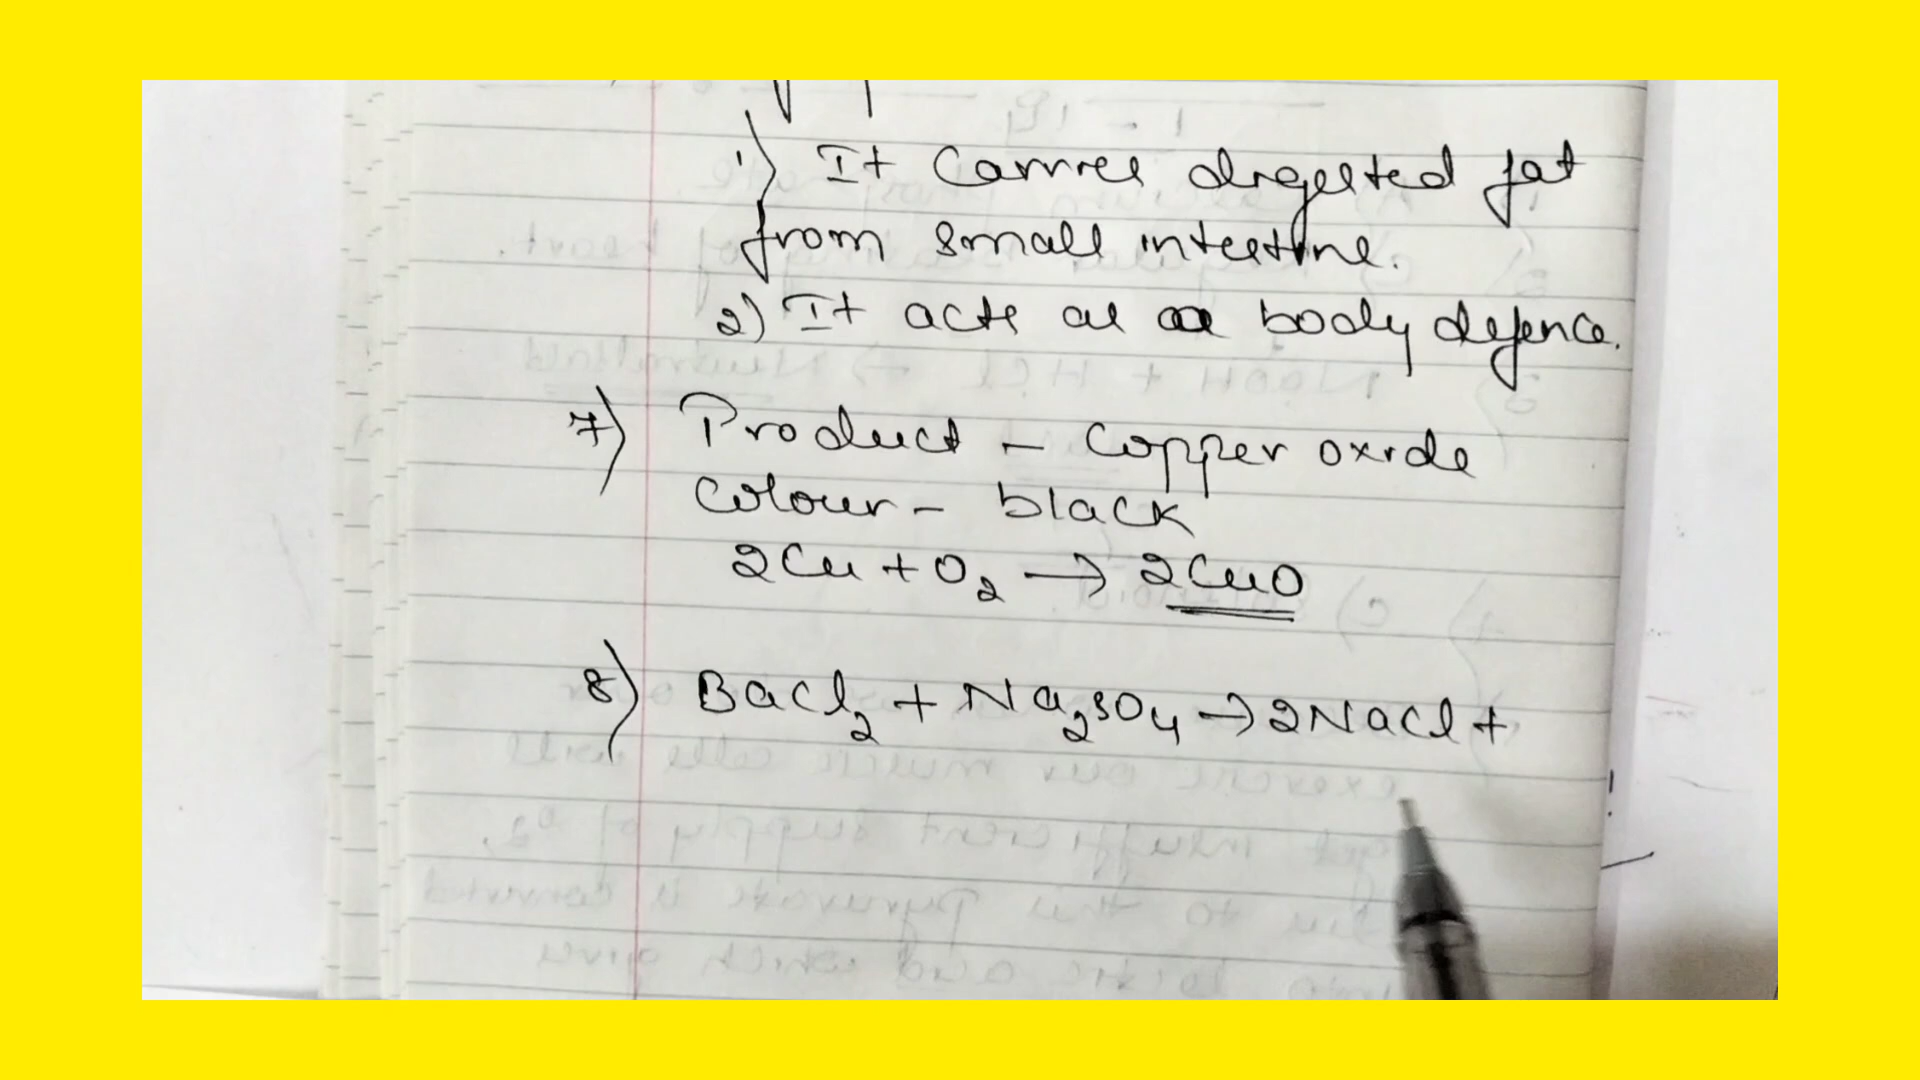 1) It carries digested fat
from small intestine.
2) It acts as a body defence.
7) Product - Copper oxide
Colour - black
2Cu + O₂ → 2CuO
8) BaCl₂ + Na₂SO₄ → 2NaCl +